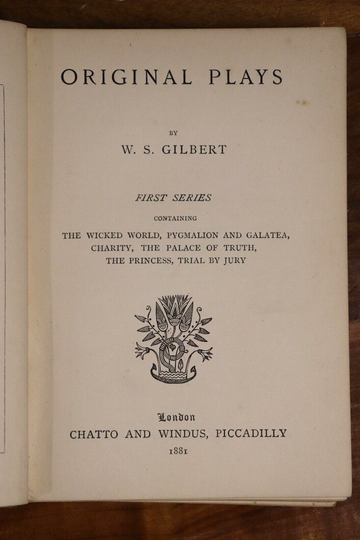 ORIGINAL PLAYS
BY
W. S. GILBERT
FIRST SERIES
CONTAINING
THE WICKED WORLD, PYGMALION AND GALATEA,
CHARITY, THE PALACE OF TRUTH,
THE PRINCESS, TRIAL BY JURY
London
CHATTO AND WINDUS, PICCADILLY
1881